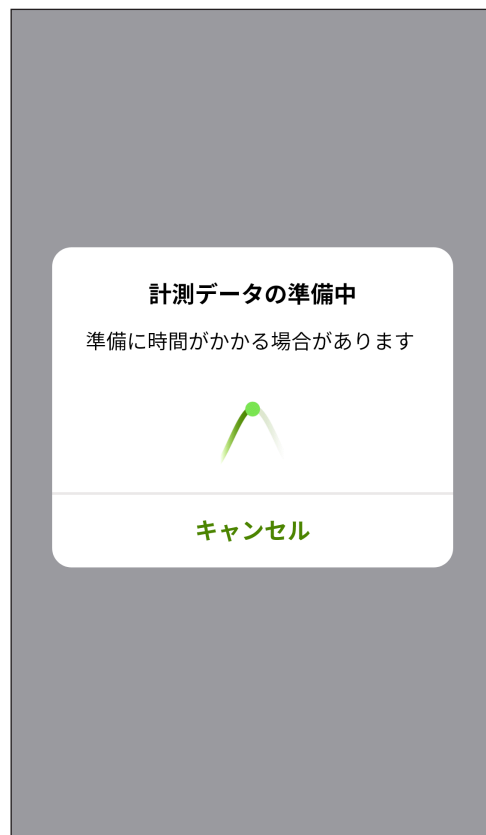 計測データの準備中
準備に時間がかかる場合があります
キャンセル